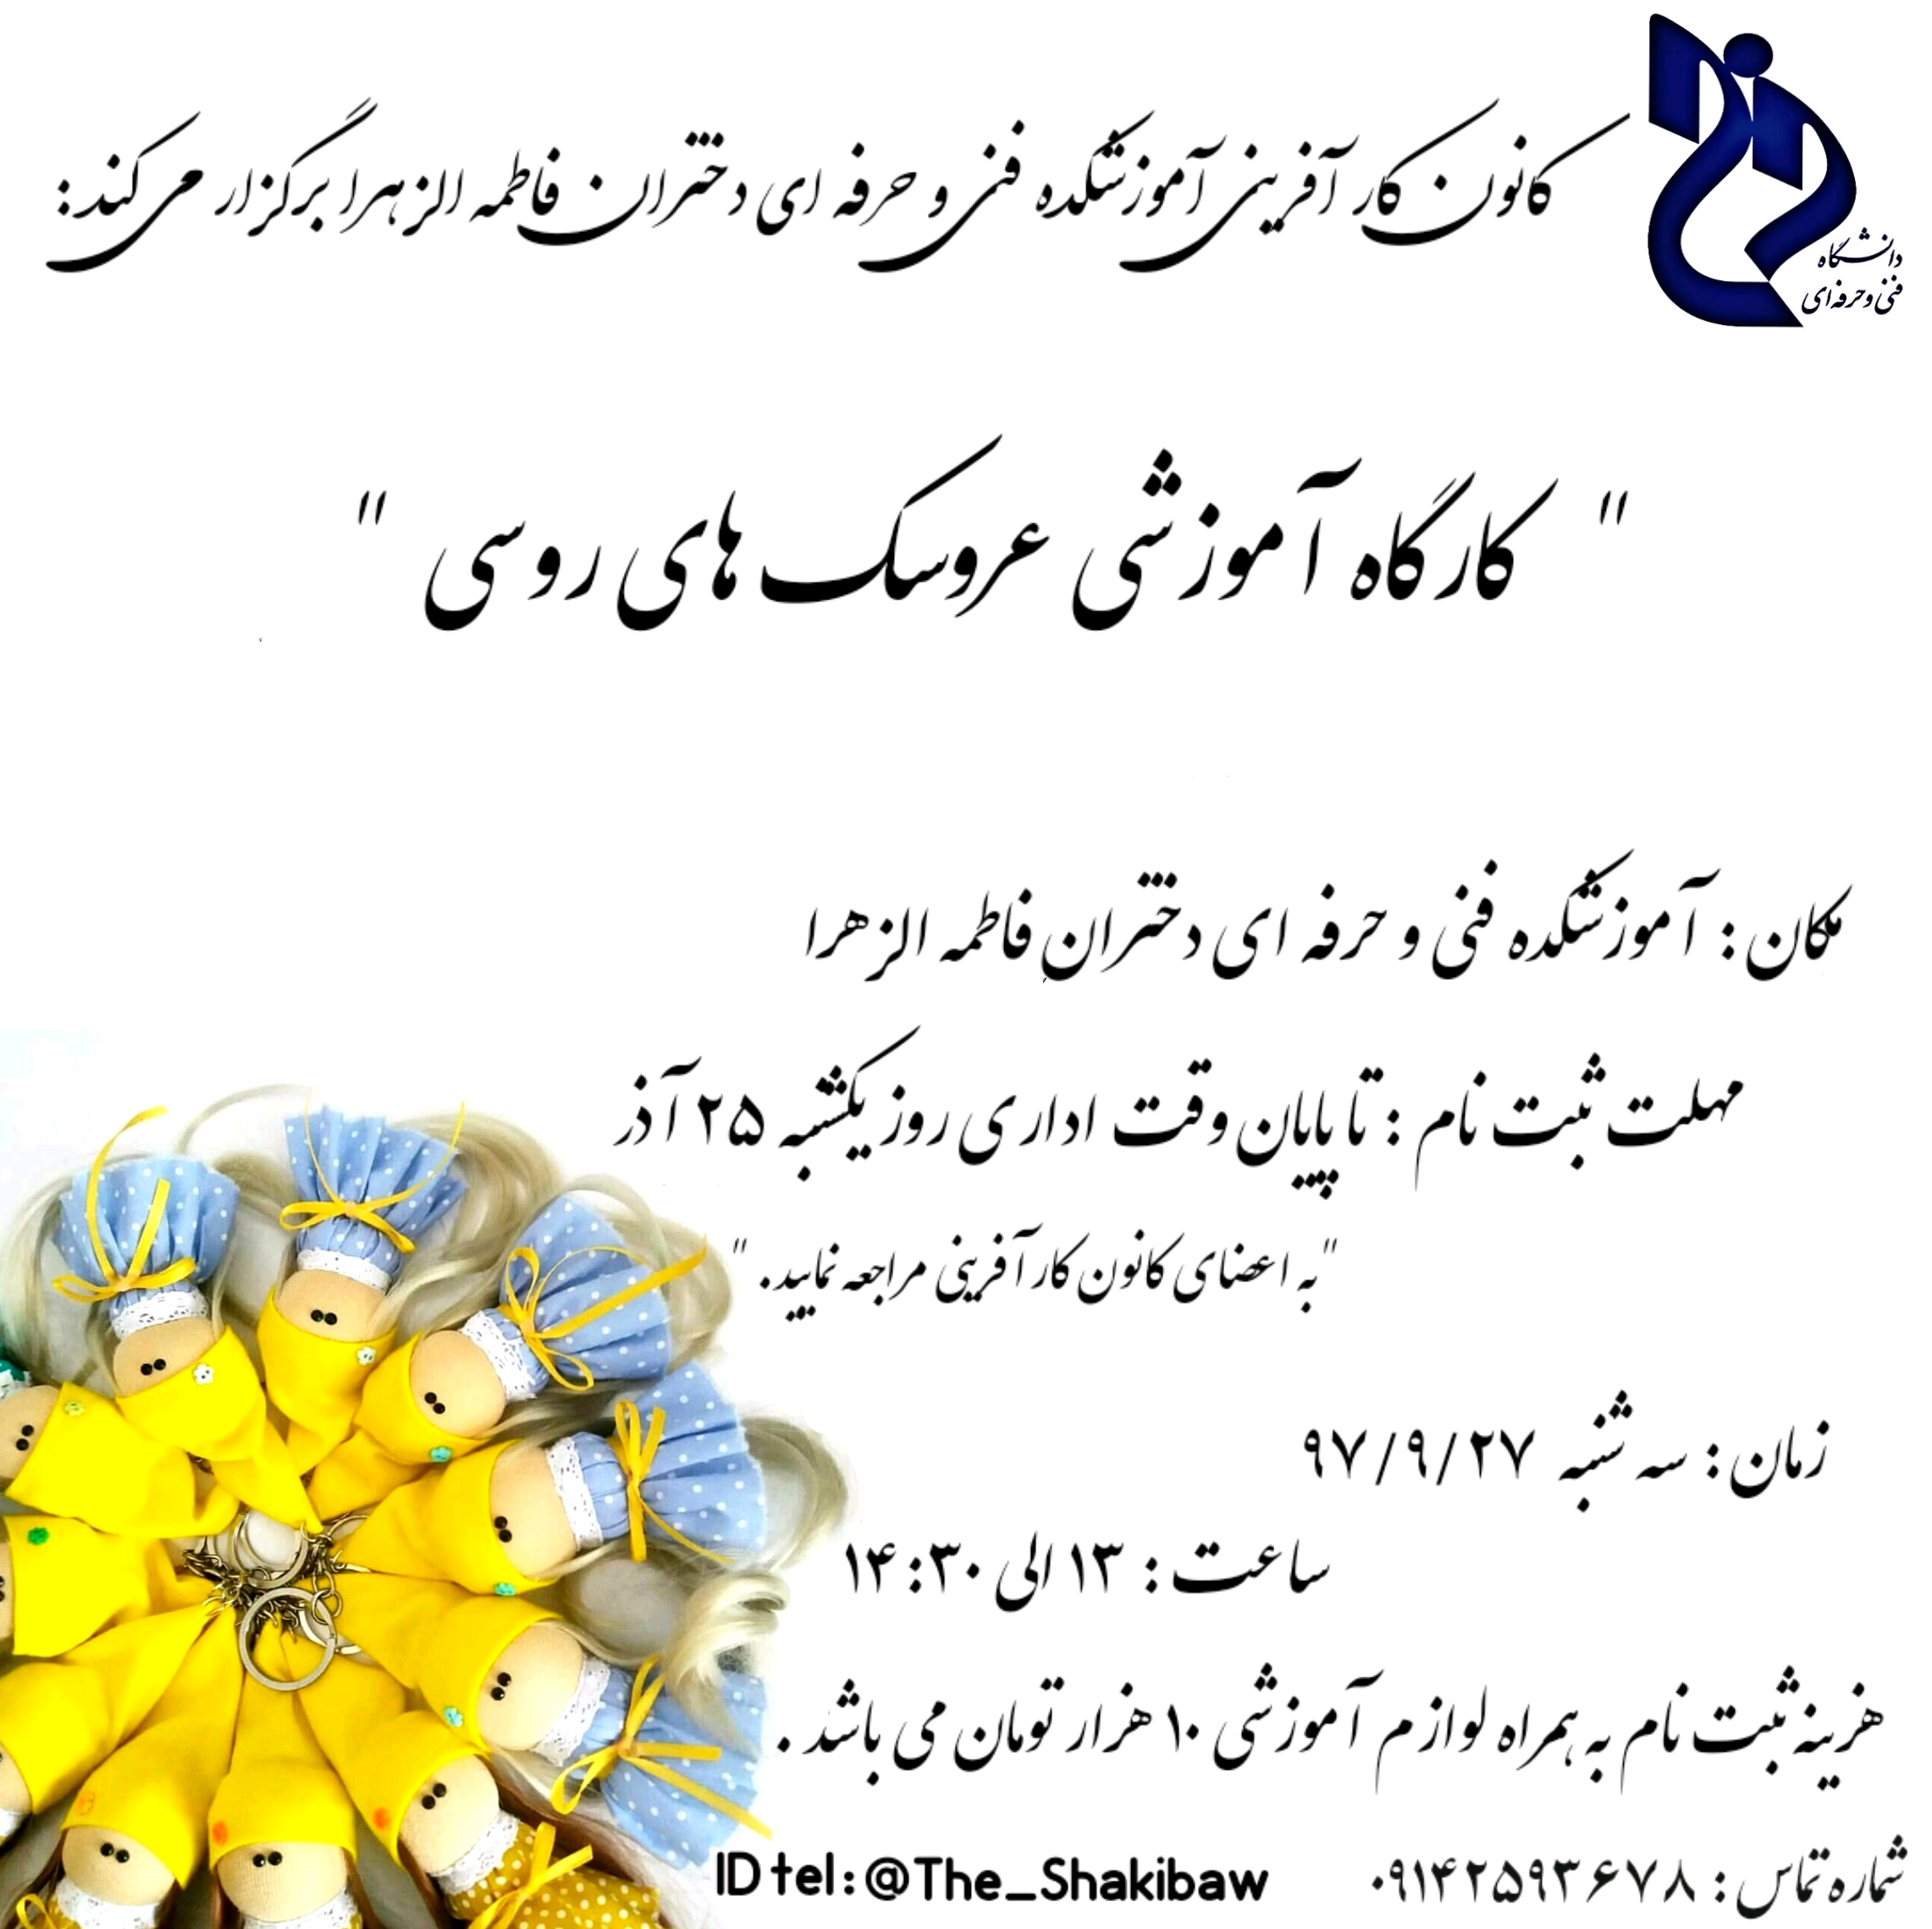 دانشگاه
فنی و حرفه‌ای
کانون کار آفرینی آموزشکده فنی و حرفه ای دختران فاطمه الزهرا برگزار می کند:
" کارگاه آموزشی عروسک های روسی "
مکان : آموزشکده فنی و حرفه ای دختران فاطمه الزهرا
مهلت ثبت نام : تا پایان وقت اداری روز یکشنبه ۲۵ آذر
"به اعضای کانون کارآفرینی مراجعه نمایید. "
زمان : سه شنبه ۹۷/۹/۲۷
ساعت : ۱۳ الی ۱۴:۳۰
هزینه ثبت نام به همراه لوازم آموزشی ۱۰ هزار تومان می باشد .
شماره تماس : ۰۹۱۴۲۵۹۳۶۷۸
ID tel: @The_Shakibaw